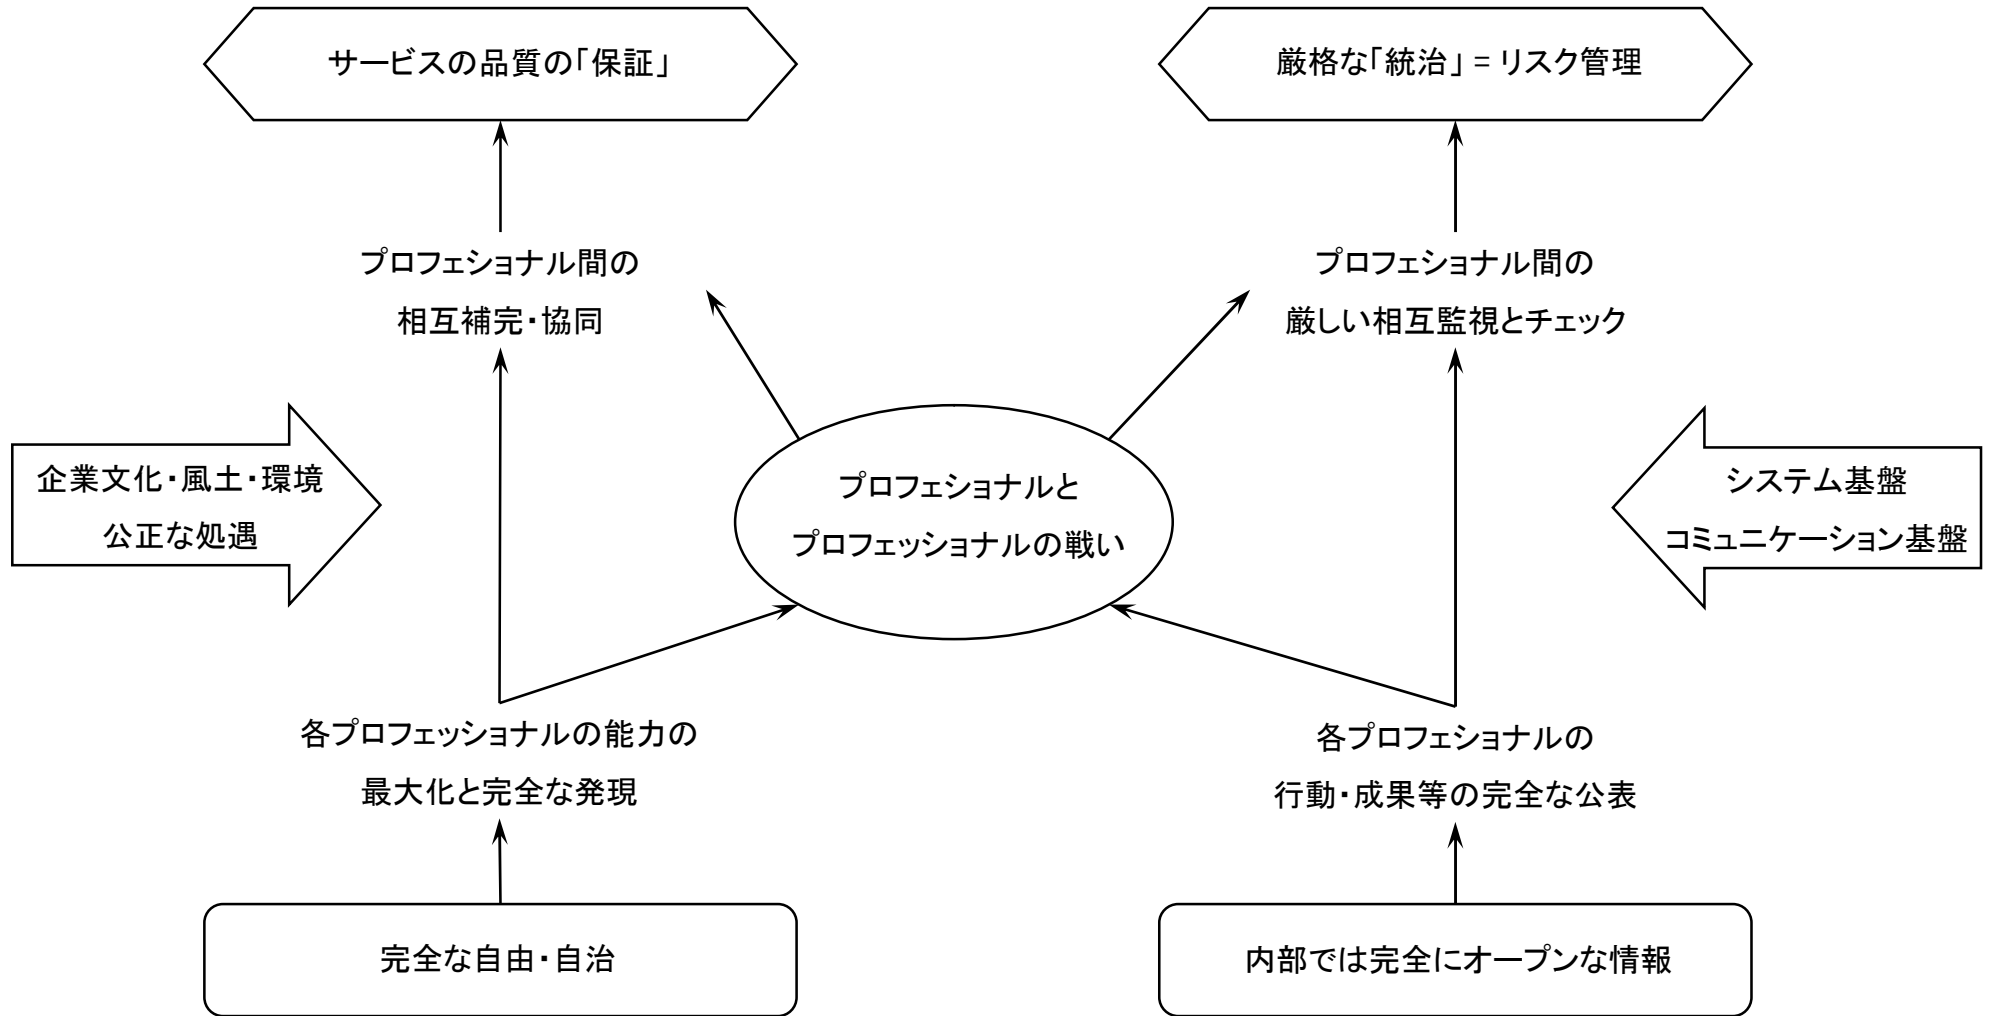 サービスの品質の「保証」
厳格な「統治」 = リスク管理
プロフェショナル間の
相互補完・協同
プロフェショナル間の
厳しい相互監視とチェック
企業文化・風土・環境
公正な処遇
プロフェショナルと
プロフェッショナルの戦い
システム基盤
コミュニケーション基盤
各プロフェッショナルの能力の
最大化と完全な発現
各プロフェショナルの
行動・成果等の完全な公表
完全な自由・自治
内部では完全にオープンな情報